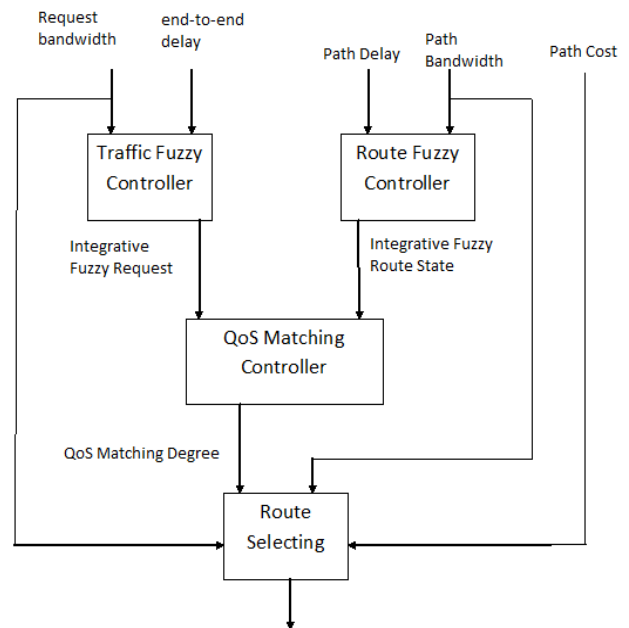 Request
bandwidth
end-to-end
delay
Path Delay
Path
Bandwidth
Path Cost
Traffic Fuzzy
Controller
Route Fuzzy
Controller
Integrative
Fuzzy Request
Integrative Fuzzy
Route State
QoS Matching
Controller
QoS Matching Degree
Route
Selecting